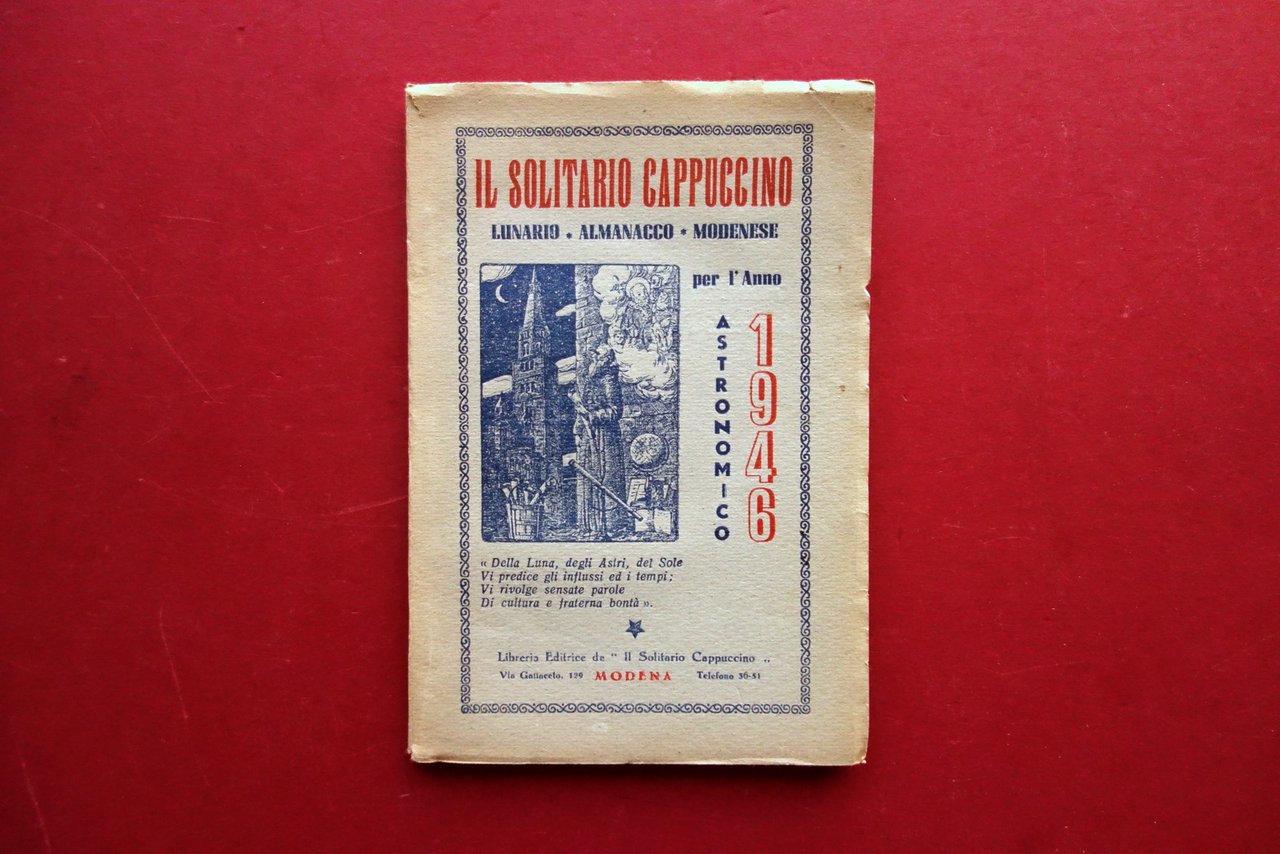 IL SOLITARIO CAPPUCCINO
LUNARIO * ALMANACCO * MODENESE
per l'Anno
ASTRONOMICO
1946
« Della Luna, degli Astri, del Sole
Vi predice gli influssi ed i tempi;
Vi rivolge sensate parole
Di cultura e fraterna bontà ».
Libreria Editrice de " Il Solitario Cappuccino „
Via Ganaceto, 129 MODENA Telefono 36-51